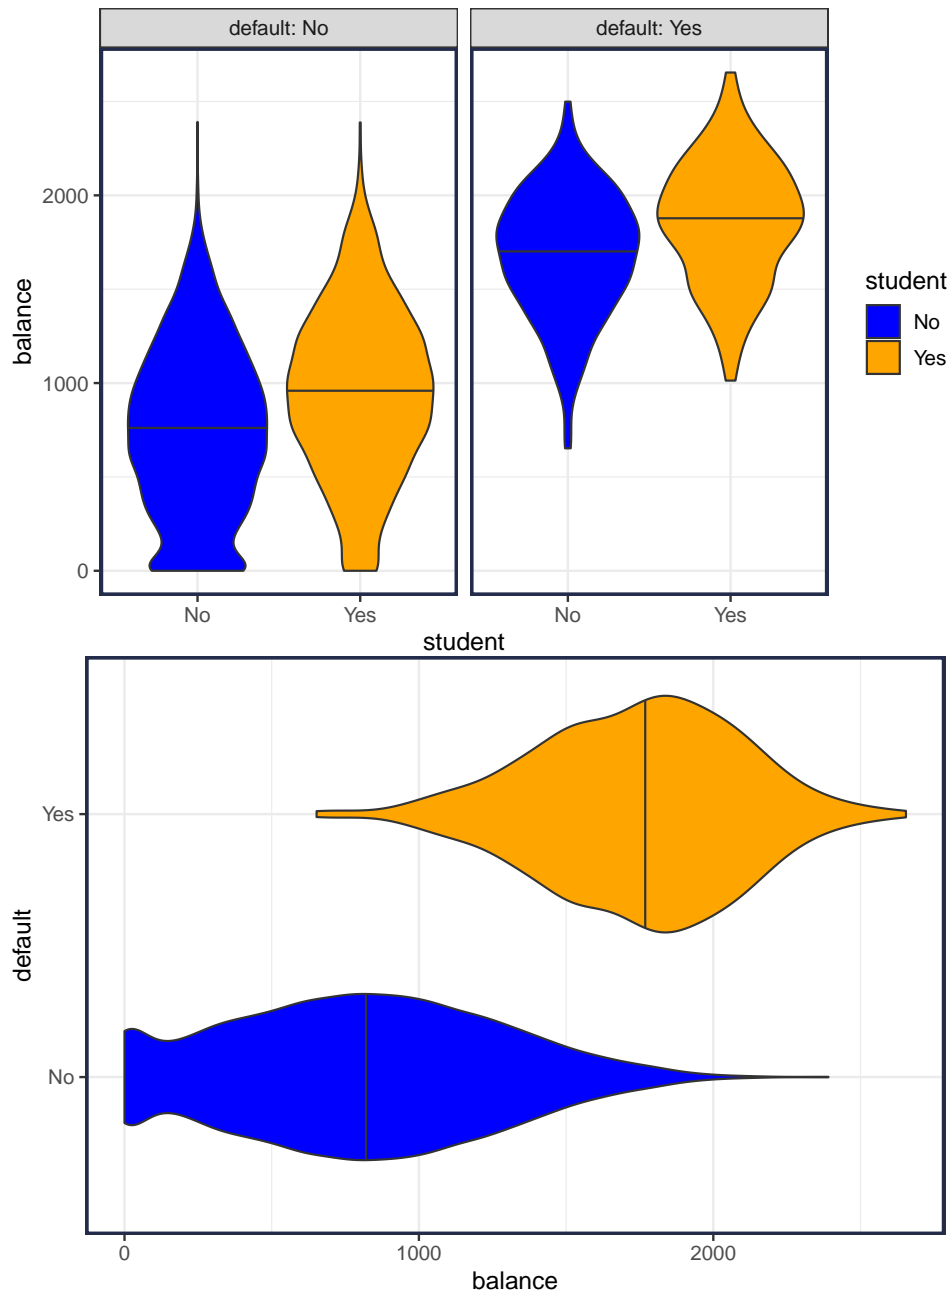 default: No
default: Yes
2000
1000
0
balance
No
Yes
No
Yes
student
student
No
Yes
Yes
No
default
0
1000
2000
balance